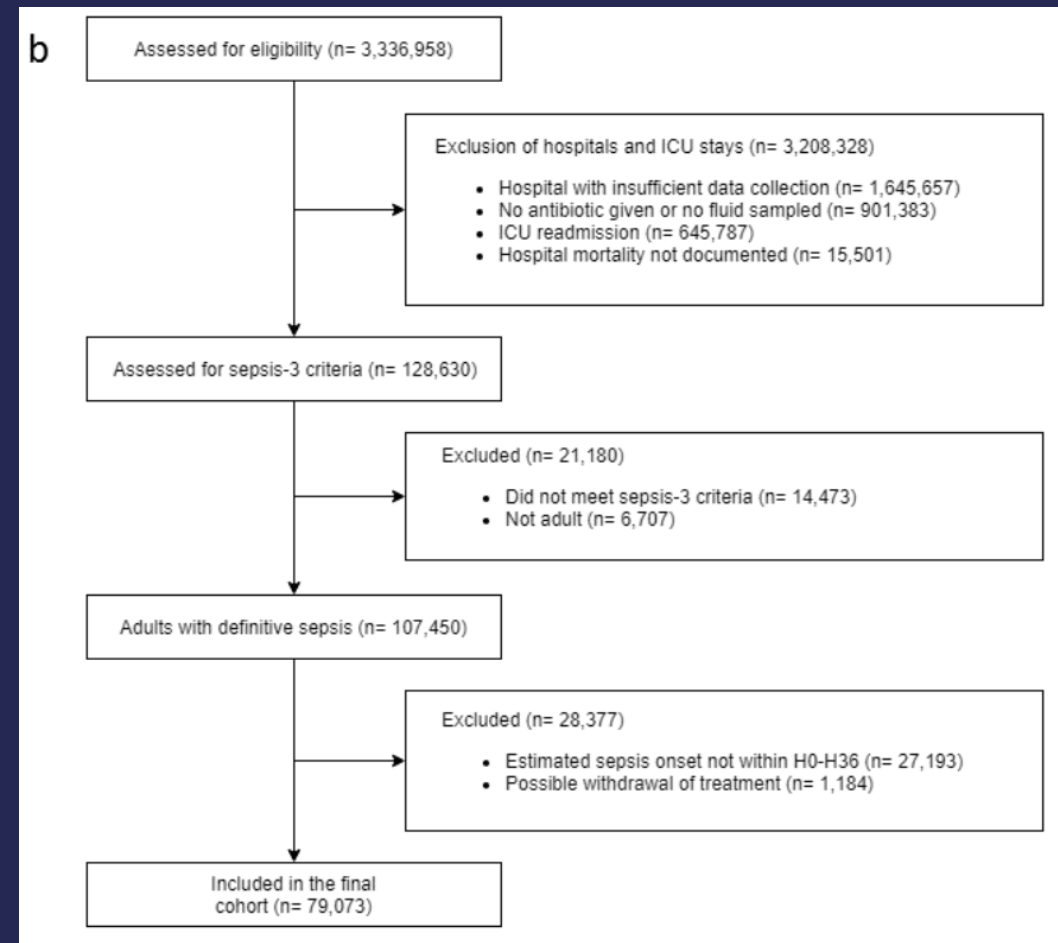 b
Assessed for eligibility (n= 3,336,958)
Exclusion of hospitals and ICU stays (n= 3,208,328)
• Hospital with insufficient data collection (n= 1,645,657)
• No antibiotic given or no fluid sampled (n= 901,383)
• ICU readmission (n= 645,787)
• Hospital mortality not documented (n= 15,501)
Assessed for sepsis-3 criteria (n= 128,630)
Excluded (n= 21,180)
• Did not meet sepsis-3 criteria (n= 14,473)
• Not adult (n= 6,707)
Adults with definitive sepsis (n= 107,450)
Excluded (n= 28,377)
• Estimated sepsis onset not within H0-H36 (n= 27,193)
• Possible withdrawal of treatment (n= 1,184)
Included in the final
cohort (n= 79,073)